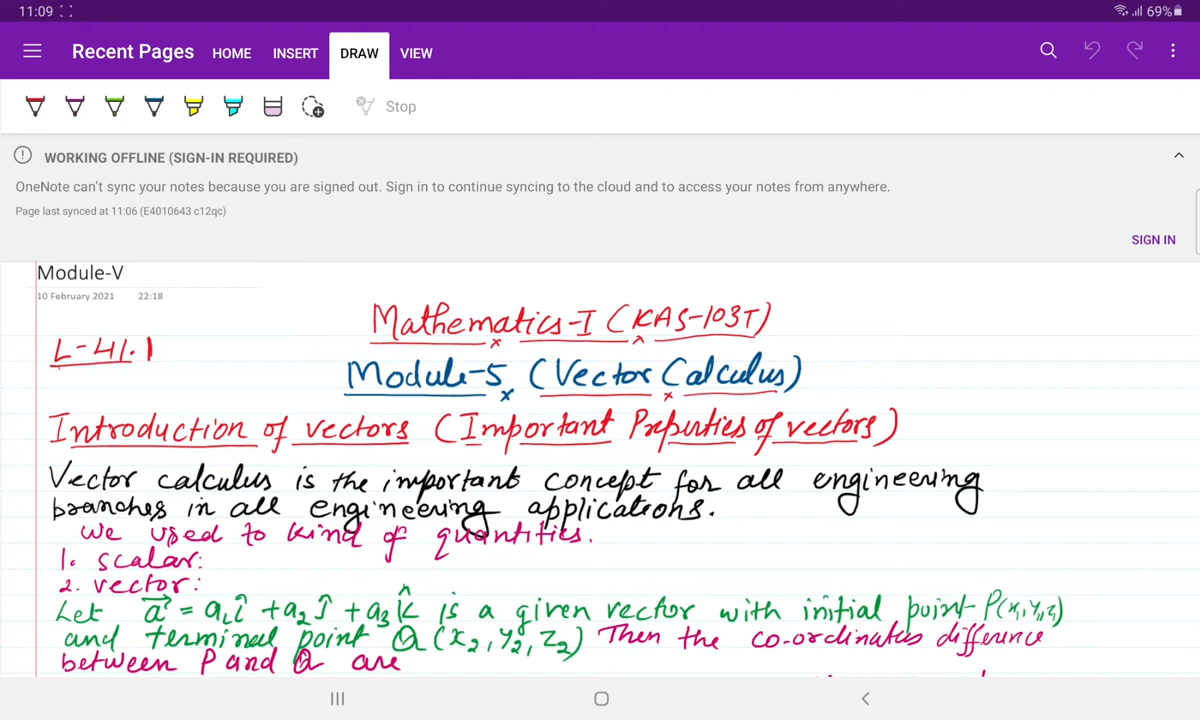 11:09
69%
Recent Pages HOME INSERT DRAW VIEW
Stop
WORKING OFFLINE (SIGN-IN REQUIRED)
OneNote can't sync your notes because you are signed out. Sign in to continue syncing to the cloud and to access your notes from anywhere.
Page last synced at 11:06 (E4010643 c12qc)
SIGN IN
Module-V
10 February 2021 22:18
Mathematics-I (KAS-103T)
L-41.1
Module-5 (Vector Calculus)
Introduction of vectors (Important Properties of vectors)
Vector calculus is the important concept for all engineering
branches in all engineering applications.
We used to kind of quantities.
1. scalar:
2. vector:
Let a⃗ = a₁î + a₂ĵ + a₃k̂ is a given vector with initial point P(x₁,y₁,z₁)
and terminal point Q(x₂,y₂,z₂) Then the co-ordinates difference
between P and Q are